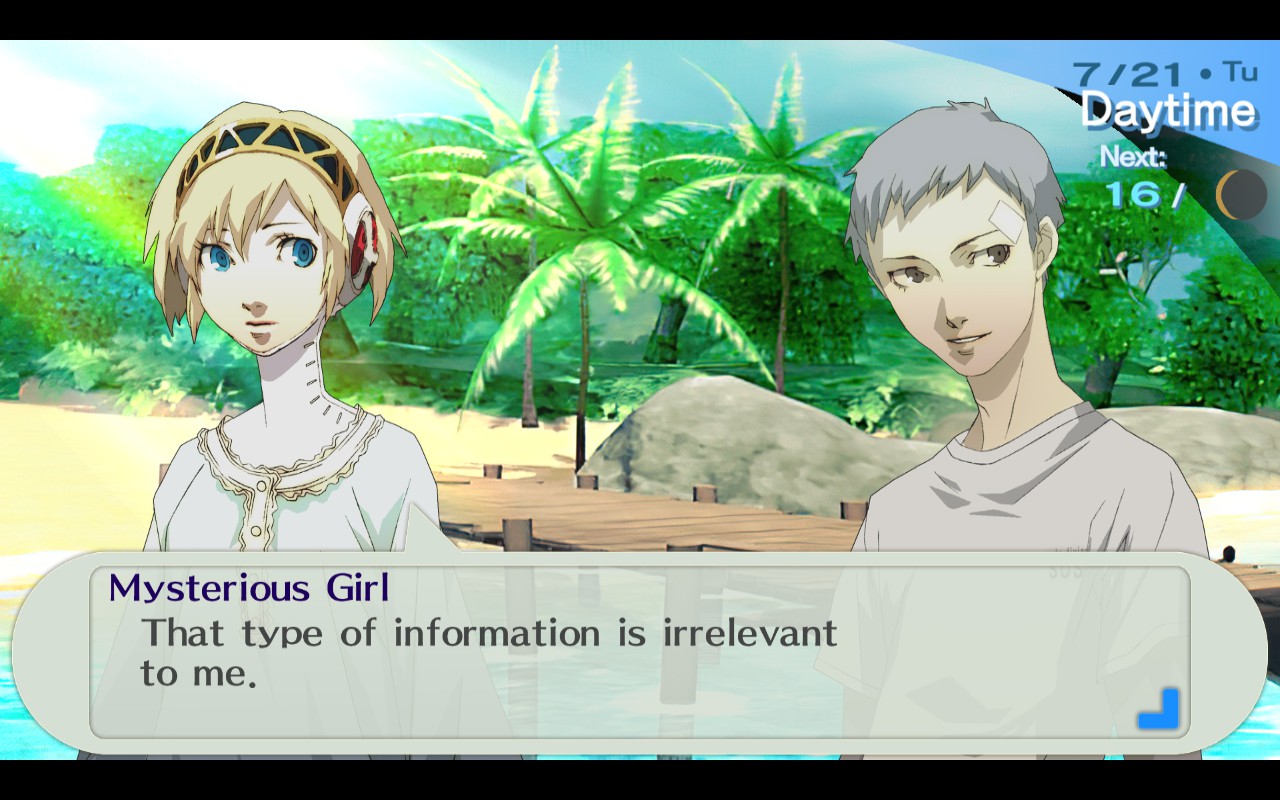 7/21 • Tu
Daytime
Next:
16 /
Mysterious Girl
That type of information is irrelevant
to me.